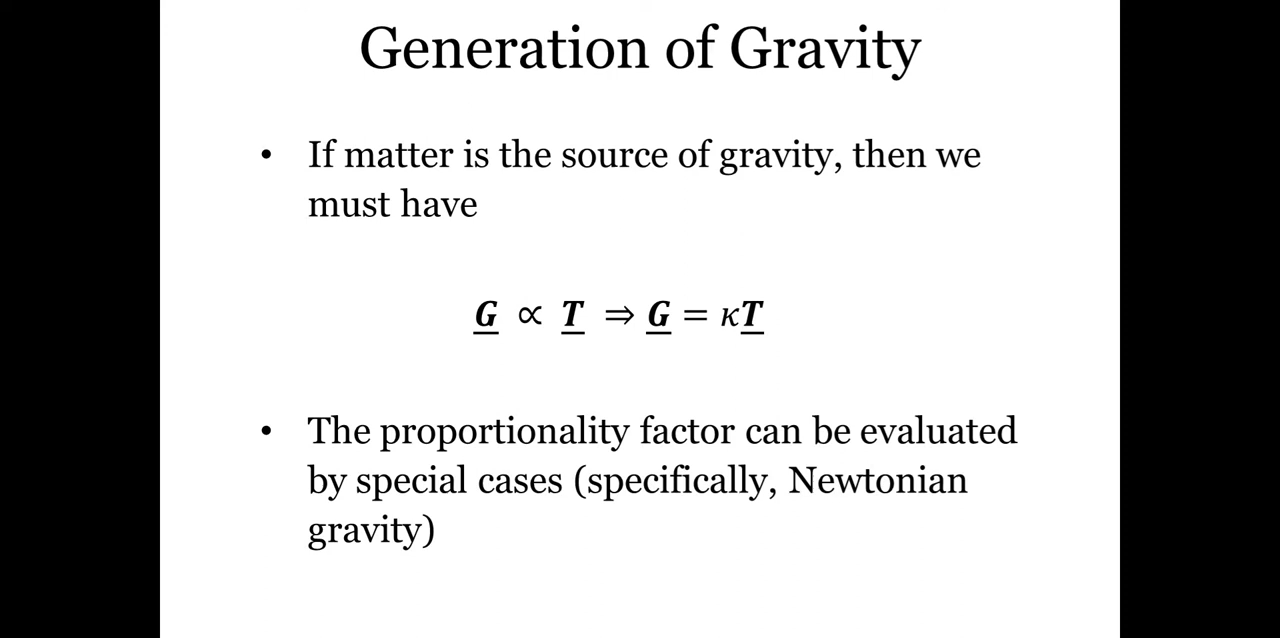 Generation of Gravity
• If matter is the source of gravity, then we
must have
G ∝ T ⇒ G = κT
• The proportionality factor can be evaluated
by special cases (specifically, Newtonian
gravity)